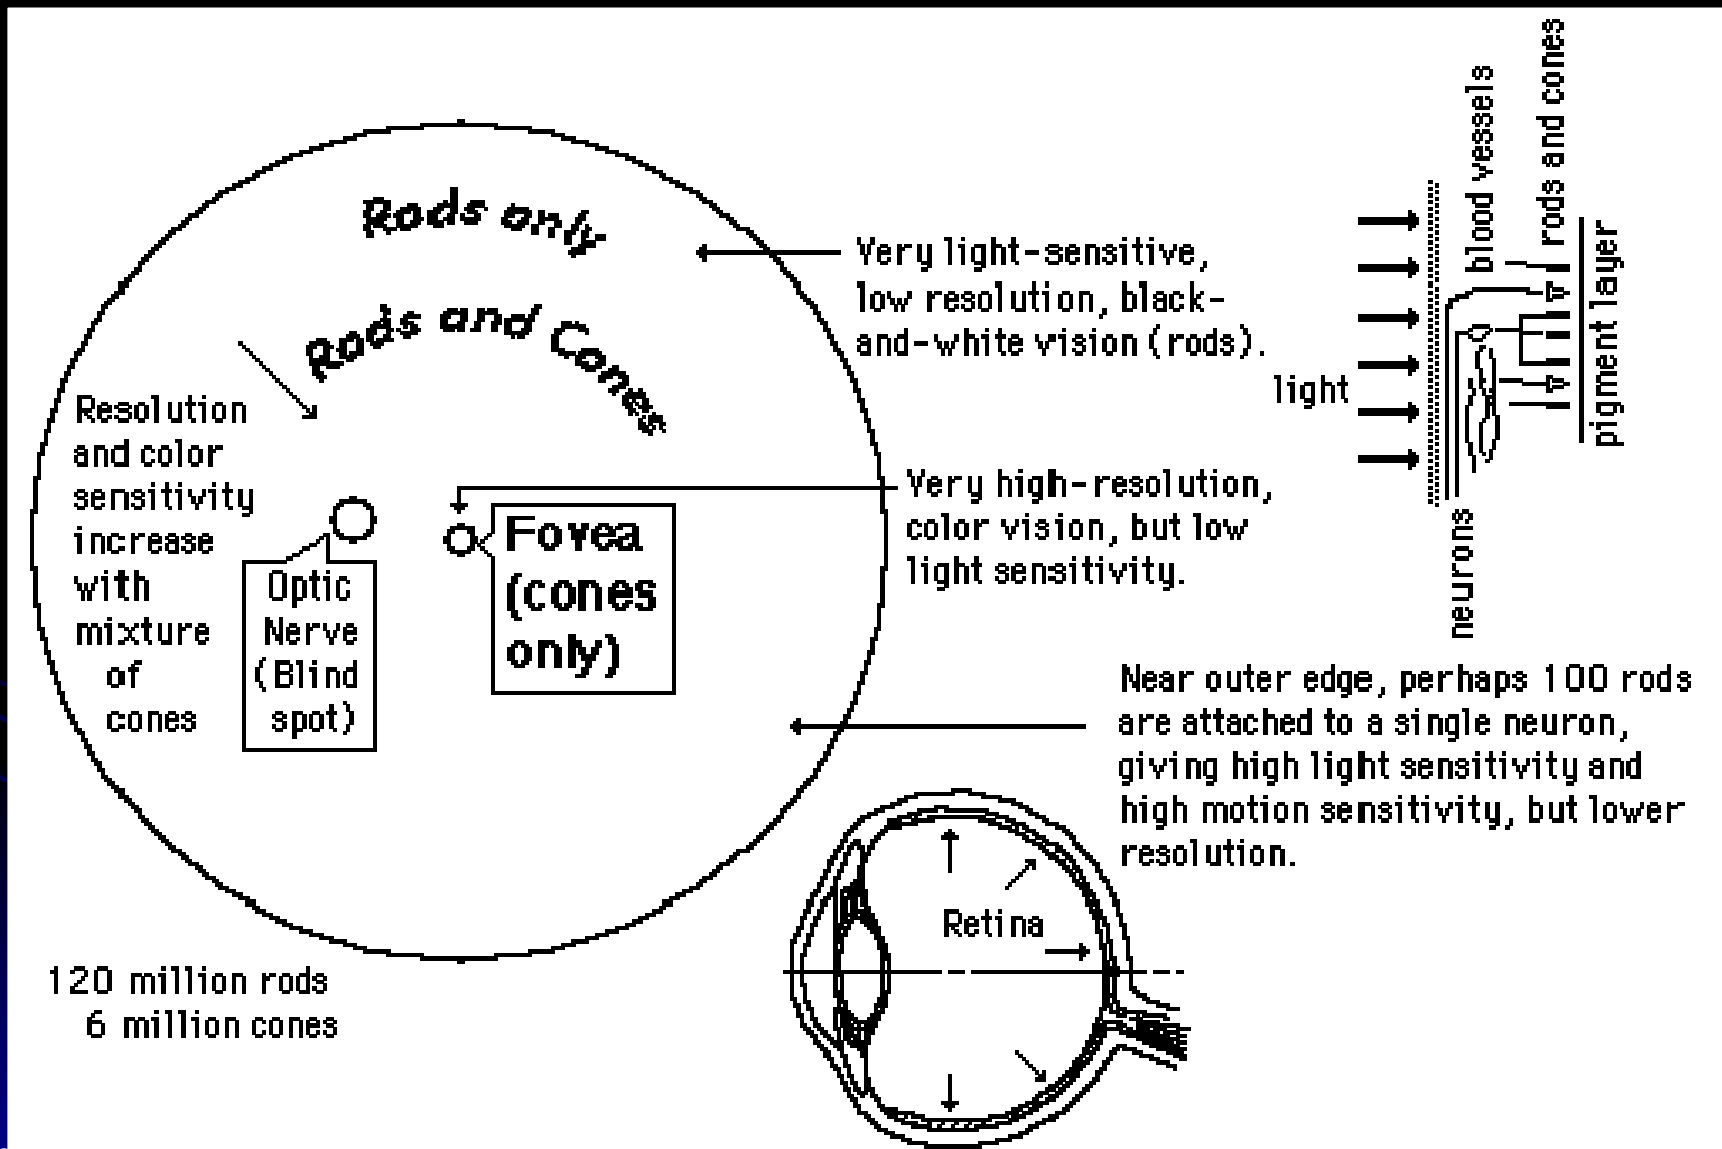 Rods only
Rods and Cones
Resolution
and color
sensitivity
increase
with
mixture
of
cones
Optic
Nerve
(Blind
spot)
Fovea
(cones
only)
Very light-sensitive,
low resolution, black-
and-white vision (rods).
Very high-resolution,
color vision, but low
light sensitivity.
light
blood vessels
rods and cones
pigment layer
neurons
Near outer edge, perhaps 100 rods
are attached to a single neuron,
giving high light sensitivity and
high motion sensitivity, but lower
resolution.
Retina
120 million rods
6 million cones